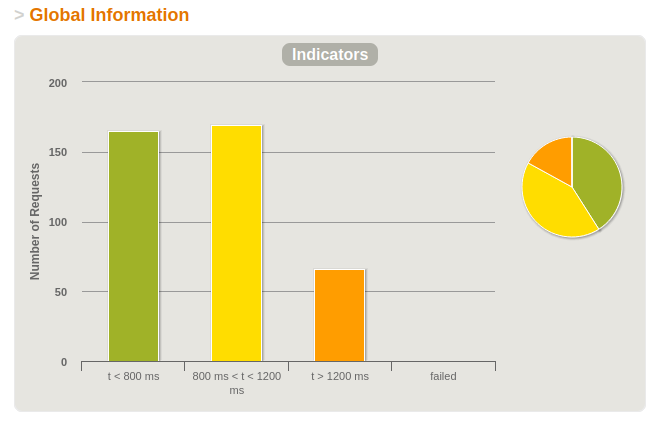 > Global Information
Indicators
Number of Requests
200
150
100
50
0
t < 800 ms
800 ms < t < 1200
ms
t > 1200 ms
failed